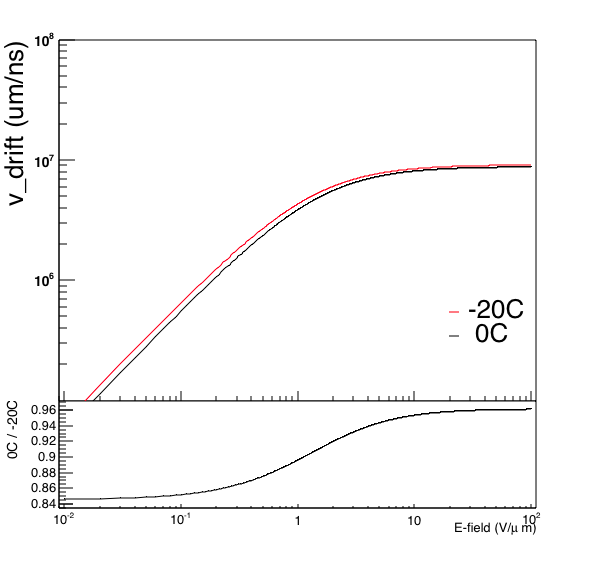 v_drift (um/ns)
10⁸
10⁷
10⁶
-20C
0C
0C / -20C
0.96
0.94
0.92
0.9
0.88
0.86
0.84
10⁻² 10⁻¹ 1 10 10²
E-field (V/μ m)